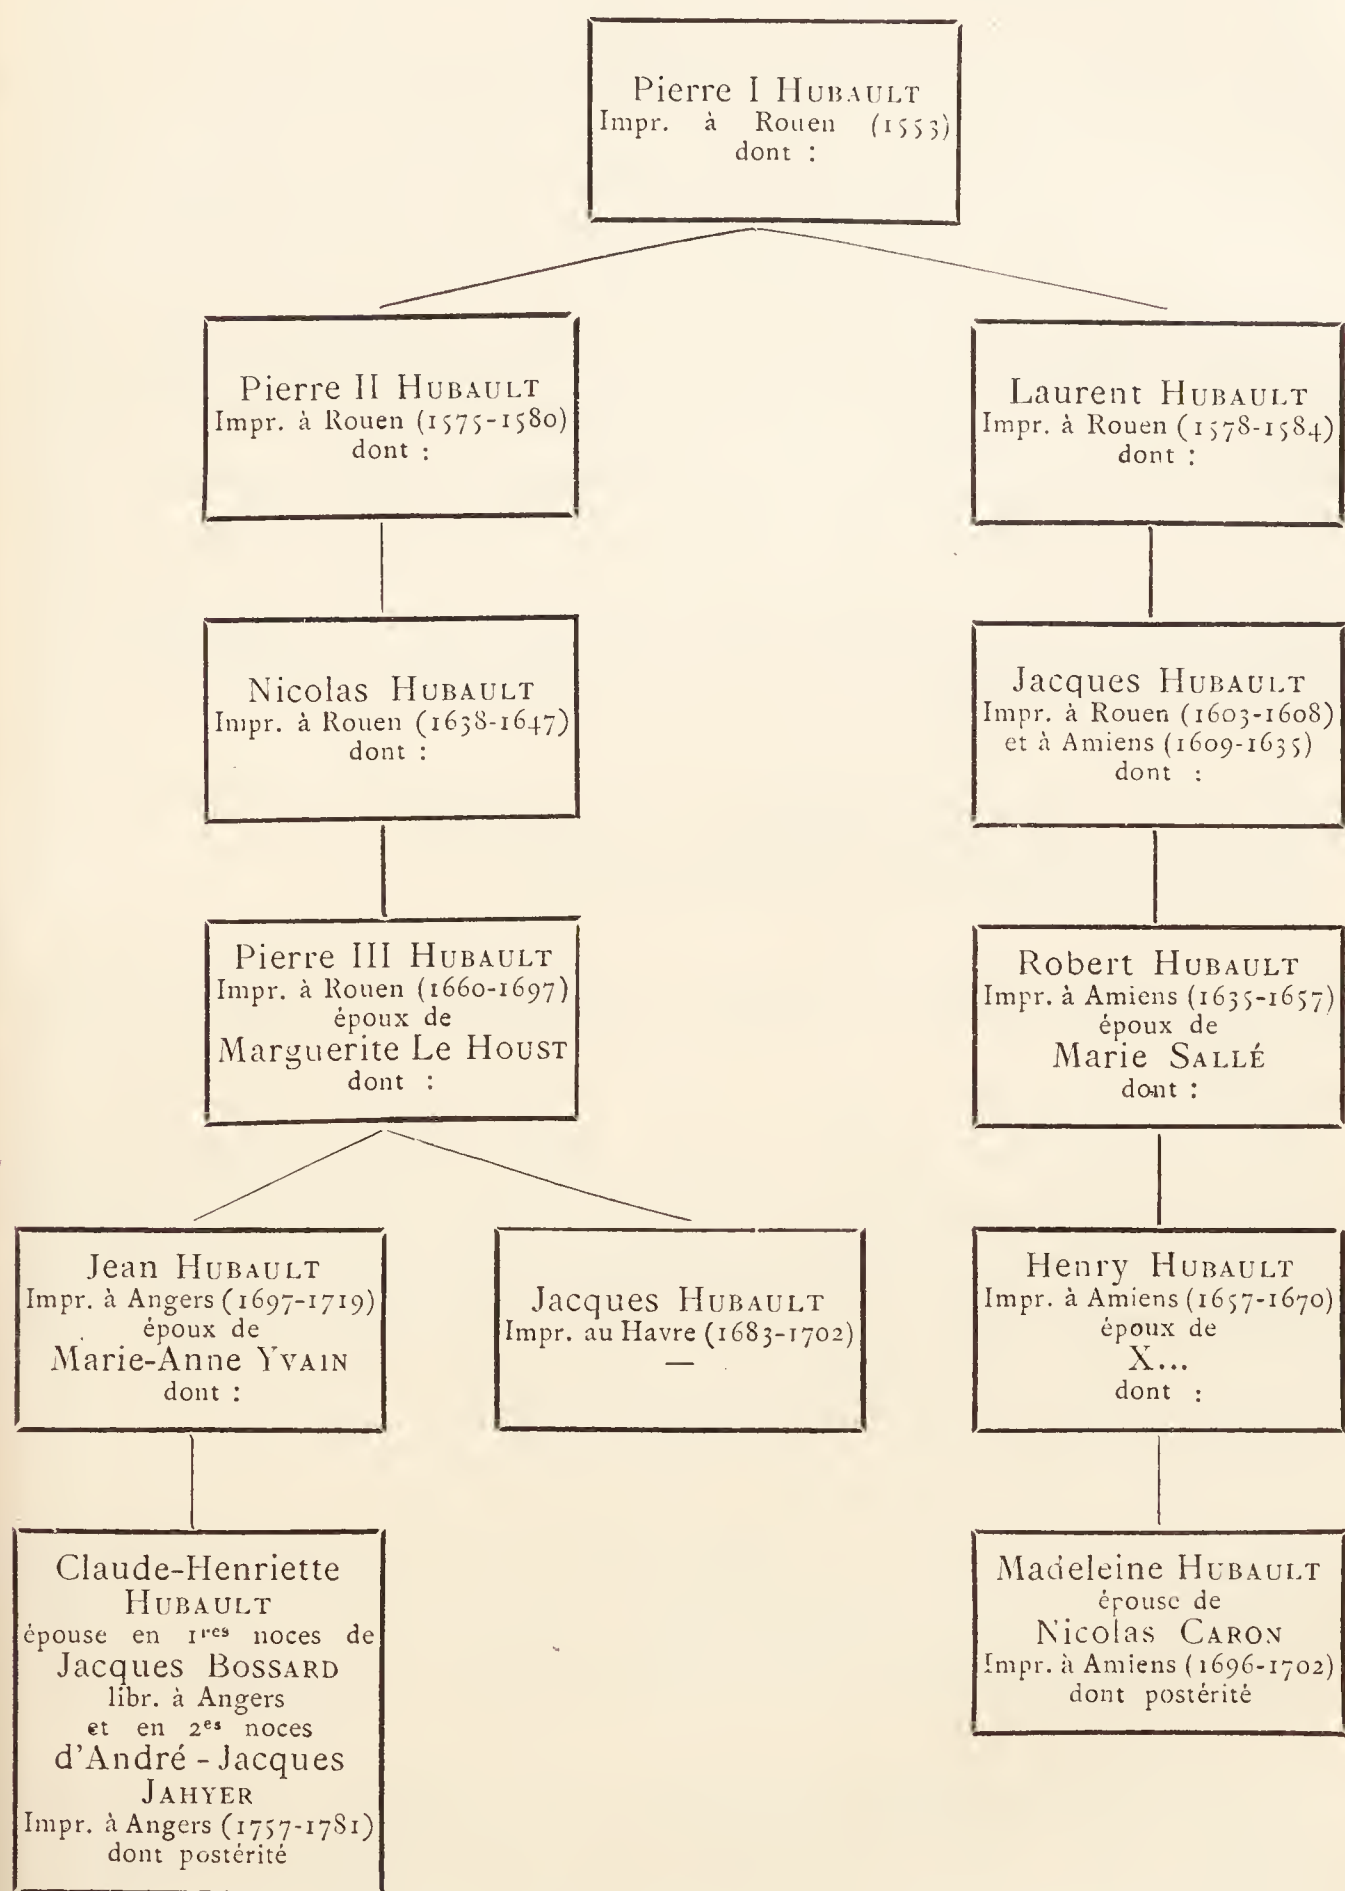 Pierre I HUBAULT
Impr. à Rouen (1553)
dont :
Pierre II HUBAULT
Impr. à Rouen (1575-1580)
dont :
Laurent HUBAULT
Impr. à Rouen (1578-1584)
dont :
Nicolas HUBAULT
Impr. à Rouen (1638-1647)
dont :
Jacques HUBAULT
Impr. à Rouen (1603-1608)
et à Amiens (1609-1635)
dont :
Pierre III HUBAULT
Impr. à Rouen (1660-1697)
époux de
Marguerite Le HOUST
dont :
Robert HUBAULT
Impr. à Amiens (1635-1657)
époux de
Marie SALLÉ
dont :
Jean HUBAULT
Impr. à Angers (1697-1719)
époux de
Marie-Anne YVAIN
dont :
Jacques HUBAULT
Impr. au Havre (1683-1702)
—
Henry HUBAULT
Impr. à Amiens (1657-1670)
époux de
X...
dont :
Claude-Henriette
HUBAULT
épouse en 1res noces de
Jacques BOSSARD
libr. à Angers
et en 2es noces
d'André-Jacques
JAHYER
Impr. à Angers (1757-1781)
dont postérité
Madeleine HUBAULT
épouse de
Nicolas CARON
Impr. à Amiens (1696-1702)
dont postérité